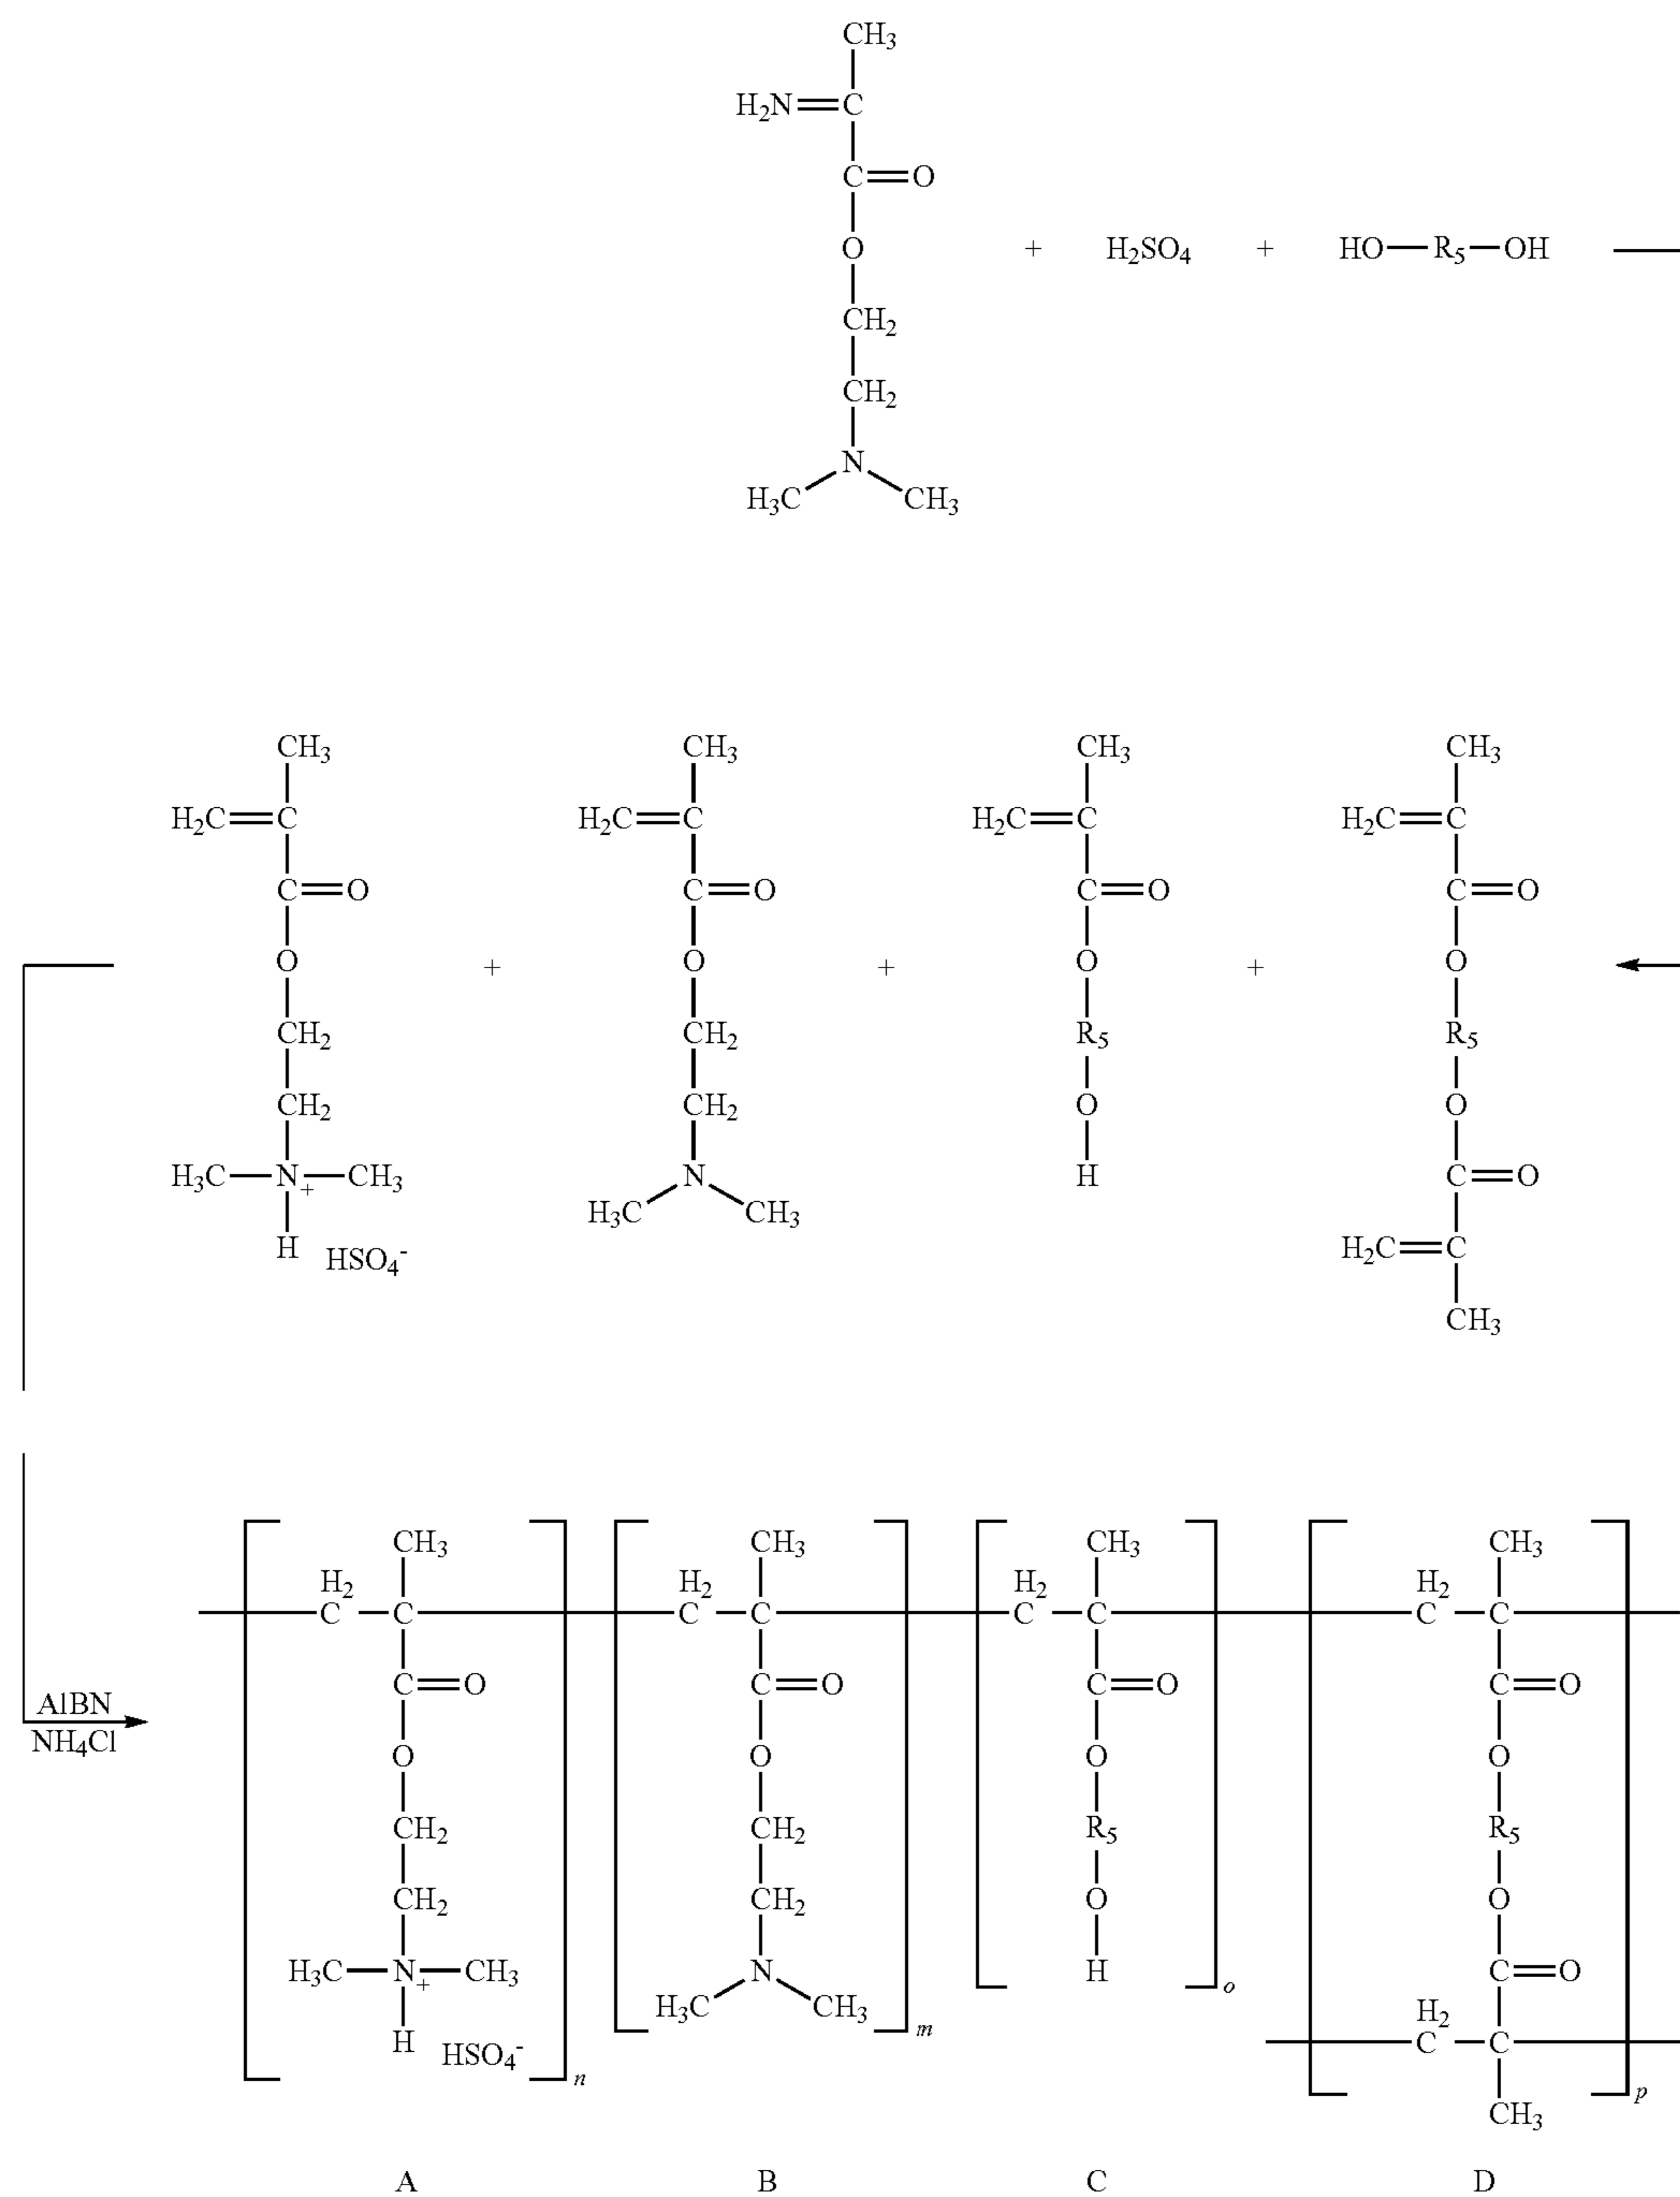 CH₃
H₂N=C
C=O
O + H₂SO₄ + HO—R₅—OH
CH₂
CH₂
N
H₃C CH₃
CH₃ CH₃ CH₃ CH₃
H₂C=C H₂C=C H₂C=C H₂C=C
C=O C=O C=O C=O
O + O + O + O
CH₂ CH₂ R₅ R₅
CH₂ CH₂ O O
H₃C—N+—CH₃ N H C=O
H₃C CH₃
H HSO₄⁻ H₂C=C
CH₃
CH₃ CH₃ CH₃ CH₃
H₂ H₂ H₂ H₂
C—C C—C C—C C—C
C=O C=O C=O C=O
AlBN
NH₄Cl
O O O O
CH₂ CH₂ R₅ R₅
CH₂ CH₂ O O
H₃C—N+—CH₃ N H C=O
H₃C CH₃ o
H₂
H m C—C
HSO₄⁻
n p
CH₃
A B C D